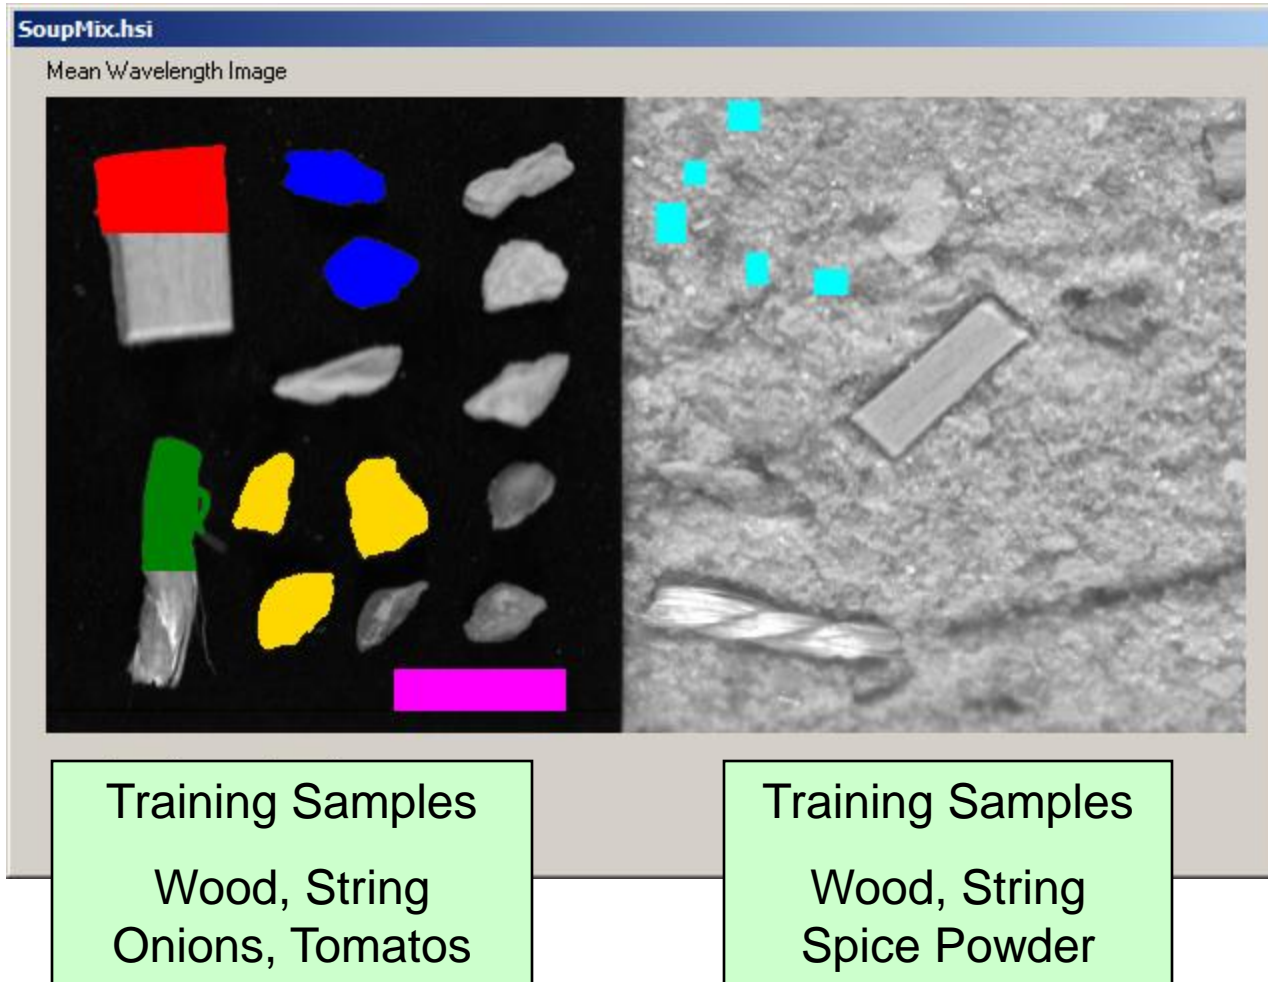 SoupMix.hsi
Mean Wavelength Image
Training Samples
Wood, String
Onions, Tomatos
Training Samples
Wood, String
Spice Powder